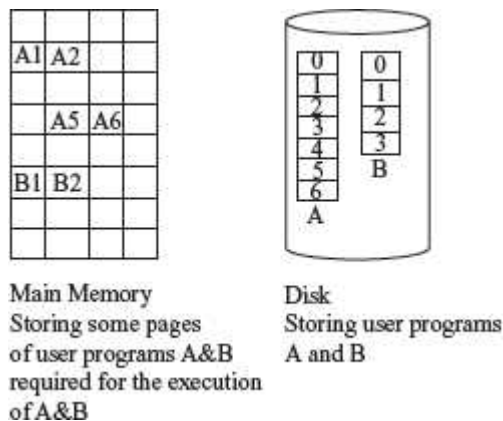 A1 A2
A5 A6
B1 B2
0
1
2
3
4
5
6
A
0
1
2
3
B
Main Memory
Storing some pages
of user programs A&B
required for the execution
of A&B
Disk
Storing user programs
A and B